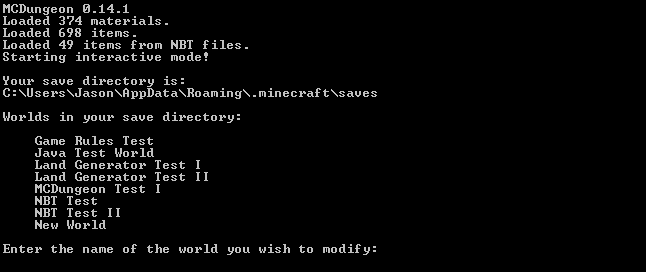 MCDungeon 0.14.1
Loaded 374 materials.
Loaded 698 items.
Loaded 49 items from NBT files.
Starting interactive mode!
Your save directory is:
C:\Users\Jason\AppData\Roaming\.minecraft\saves
Worlds in your save directory:
Game Rules Test
Java Test World
Land Generator Test I
Land Generator Test II
MCDungeon Test I
NBT Test
NBT Test II
New World
Enter the name of the world you wish to modify: